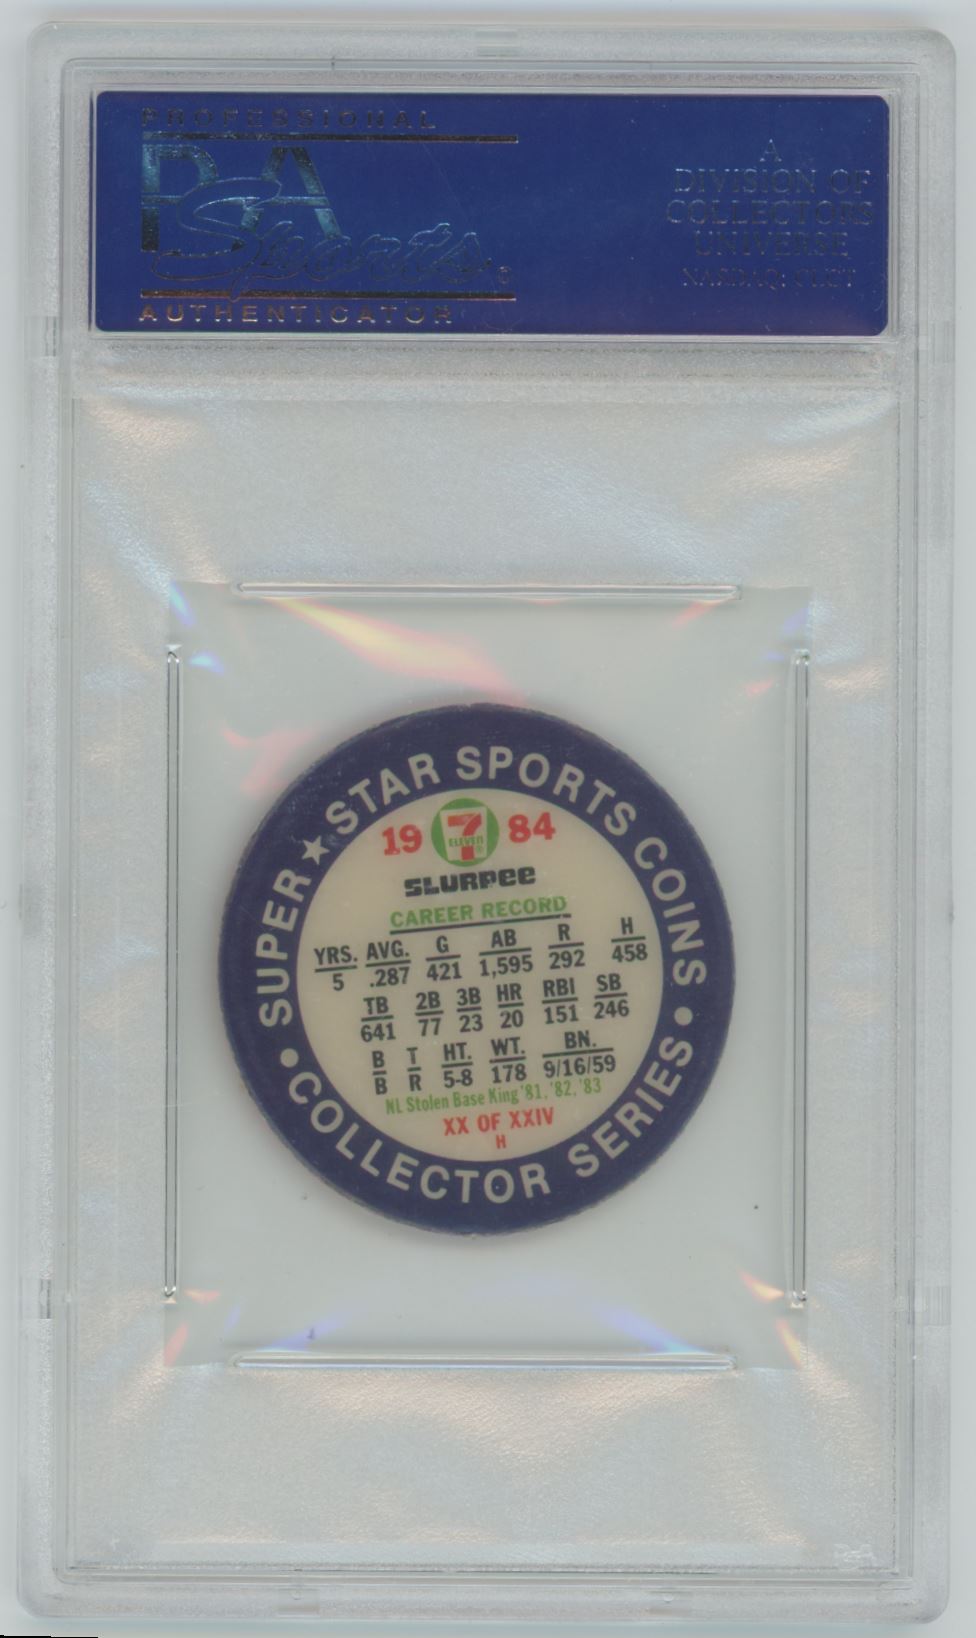 PROFESSIONAL
PSA
Sports®
AUTHENTICATOR
A
DIVISION OF
COLLECTORS
UNIVERSE
NASDAQ: CLCT
SUPER ★ STAR SPORTS COINS
• COLLECTOR SERIES •
19 7 ELEVEN ® 84
SLURPEE
CAREER RECORD
YRS. AVG. G AB R H
5 .287 421 1,595 292 458
TB 2B 3B HR RBI SB
641 77 23 20 151 246
B T HT. WT. BN.
B R 5-8 178 9/16/59
NL Stolen Base King '81, '82, '83
XX OF XXIV
H
PSA